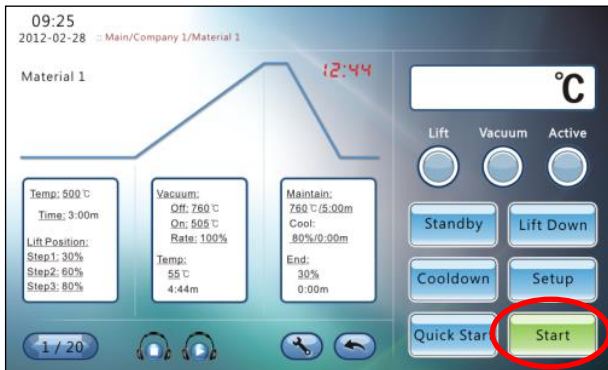 09:25
2012-02-28 :: Main/Company 1/Material 1
Material 1
12:44
℃
Lift Vacuum Active
Temp: 500℃
Time: 3:00m
Lift Position:
Step1: 30%
Step2: 60%
Step3: 80%
Vacuum:
Off: 760℃
On: 505℃
Rate: 100%
Temp:
55℃
4:44m
Maintain:
760℃/5:00m
Cool:
80%/0:00m
End:
30%
0:00m
Standby
Lift Down
Cooldown
Setup
Quick Star
Start
1 / 20